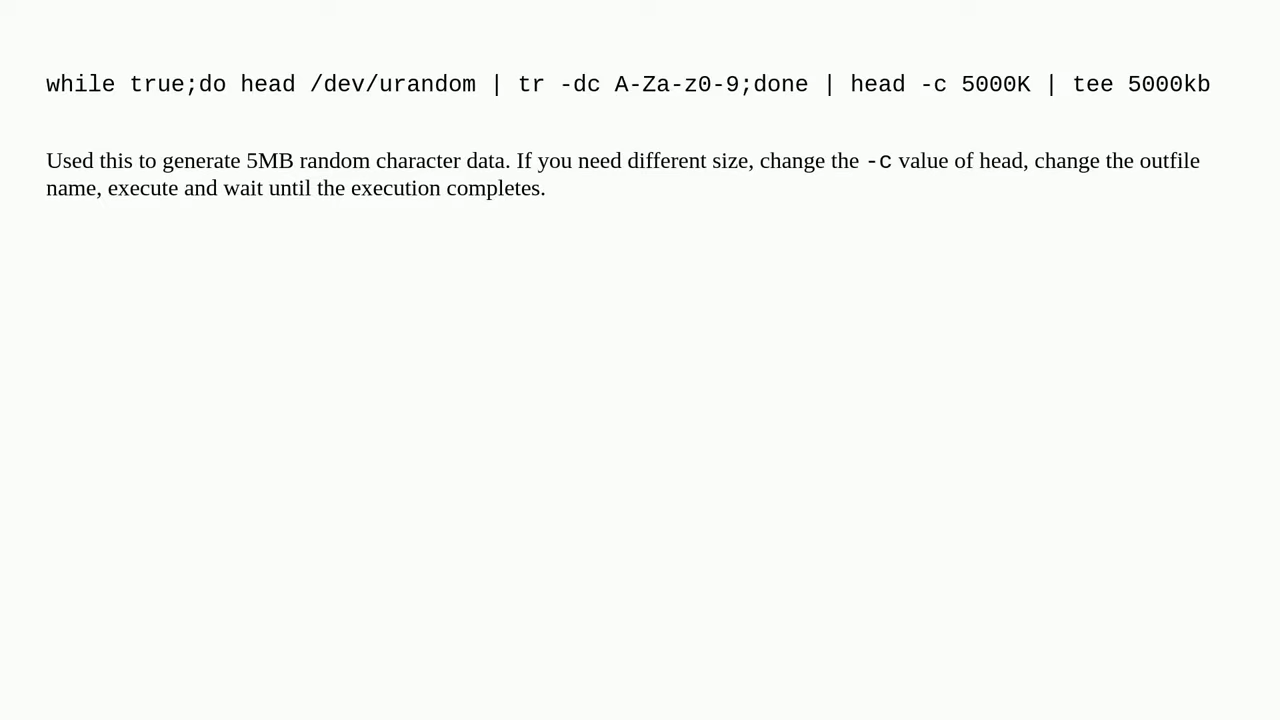 while true;do head /dev/urandom | tr -dc A-Za-z0-9;done | head -c 5000K | tee 5000kb
Used this to generate 5MB random character data. If you need different size, change the -c value of head, change the outfile
name, execute and wait until the execution completes.